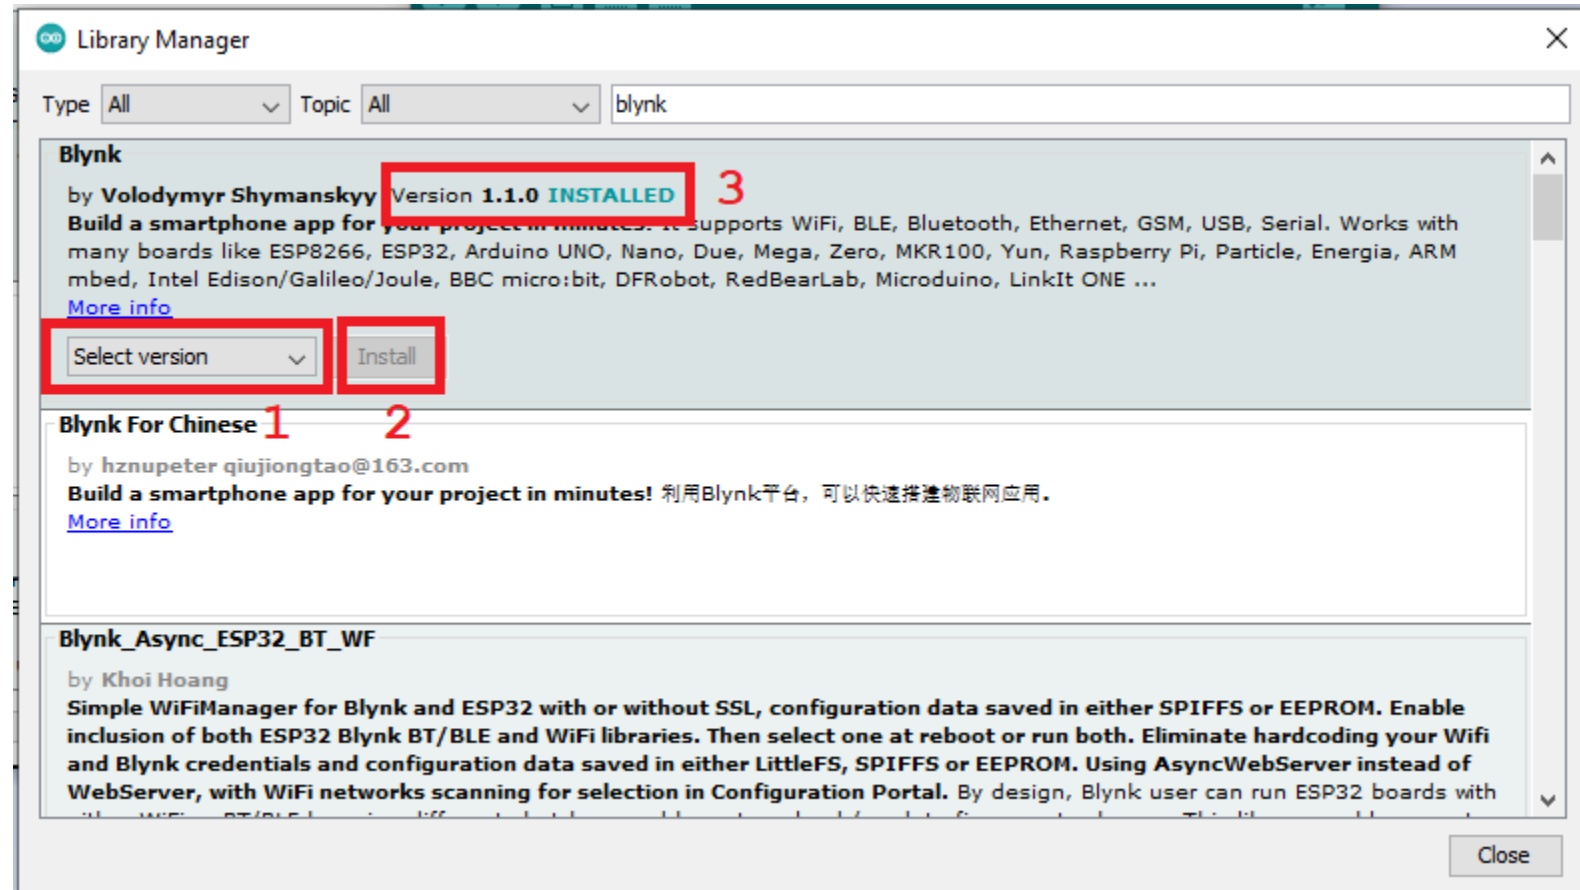 Library Manager
Type All Topic All blynk
Blynk
by Volodymyr Shymanskyy Version 1.1.0 INSTALLED 3
Build a smartphone app for your project in minutes! It supports WiFi, BLE, Bluetooth, Ethernet, GSM, USB, Serial. Works with
many boards like ESP8266, ESP32, Arduino UNO, Nano, Due, Mega, Zero, MKR100, Yun, Raspberry Pi, Particle, Energia, ARM
mbed, Intel Edison/Galileo/Joule, BBC micro:bit, DFRobot, RedBearLab, Microduino, LinkIt ONE ...
More info
Select version Install
1 2
Blynk For Chinese
by hznupeter qiujiongtao@163.com
Build a smartphone app for your project in minutes! 利用Blynk平台，可以快速搭建物联网应用.
More info
Blynk_Async_ESP32_BT_WF
by Khoi Hoang
Simple WiFiManager for Blynk and ESP32 with or without SSL, configuration data saved in either SPIFFS or EEPROM. Enable
inclusion of both ESP32 Blynk BT/BLE and WiFi libraries. Then select one at reboot or run both. Eliminate hardcoding your Wifi
and Blynk credentials and configuration data saved in either LittleFS, SPIFFS or EEPROM. Using AsyncWebServer instead of
WebServer, with WiFi networks scanning for selection in Configuration Portal. By design, Blynk user can run ESP32 boards with
Close